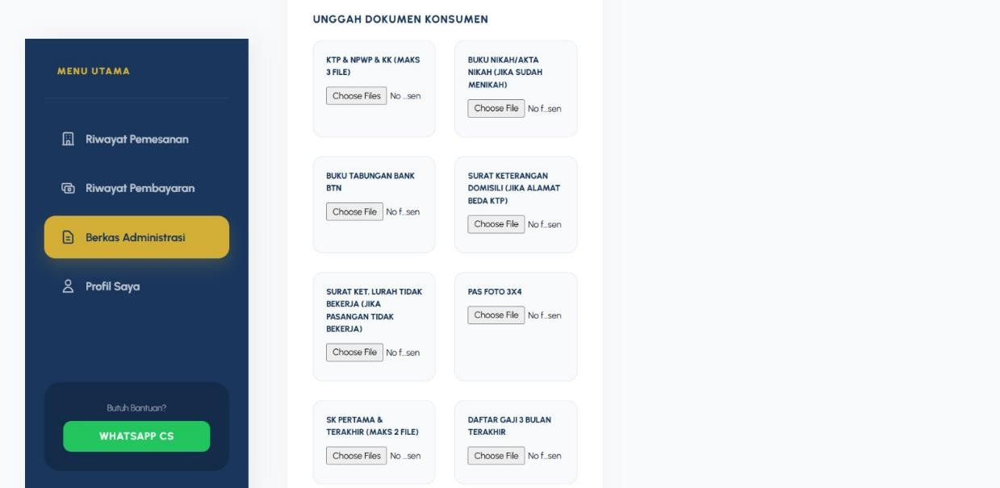 MENU UTAMA
Riwayat Pemesanan
Riwayat Pembayaran
Berkas Administrasi
Profil Saya
Butuh Bantuan?
WHATSAPP CS
UNGGAH DOKUMEN KONSUMEN
KTP & NPWP & KK (MAKS
3 FILE)
Choose Files No ...sen
BUKU NIKAH/AKTA
NIKAH (JIKA SUDAH
MENIKAH)
Choose File No f...sen
BUKU TABUNGAN BANK
BTN
Choose File No f...sen
SURAT KETERANGAN
DOMISILI (JIKA ALAMAT
BEDA KTP)
Choose File No f...sen
SURAT KET. LURAH TIDAK
BEKERJA (JIKA
PASANGAN TIDAK
BEKERJA)
Choose File No f...sen
PAS FOTO 3X4
Choose File No f...sen
SK PERTAMA &
TERAKHIR (MAKS 2 FILE)
Choose Files No ...sen
DAFTAR GAJI 3 BULAN
TERAKHIR
Choose File No f...sen